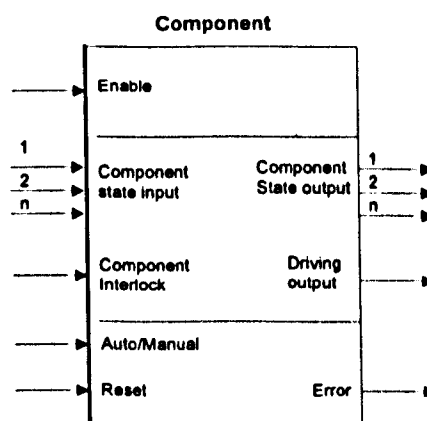 Component
Enable
1
2
n
Component
state input
Component
State output
1
2
n
Component
Interlock
Driving
output
Auto/Manual
Reset
Error